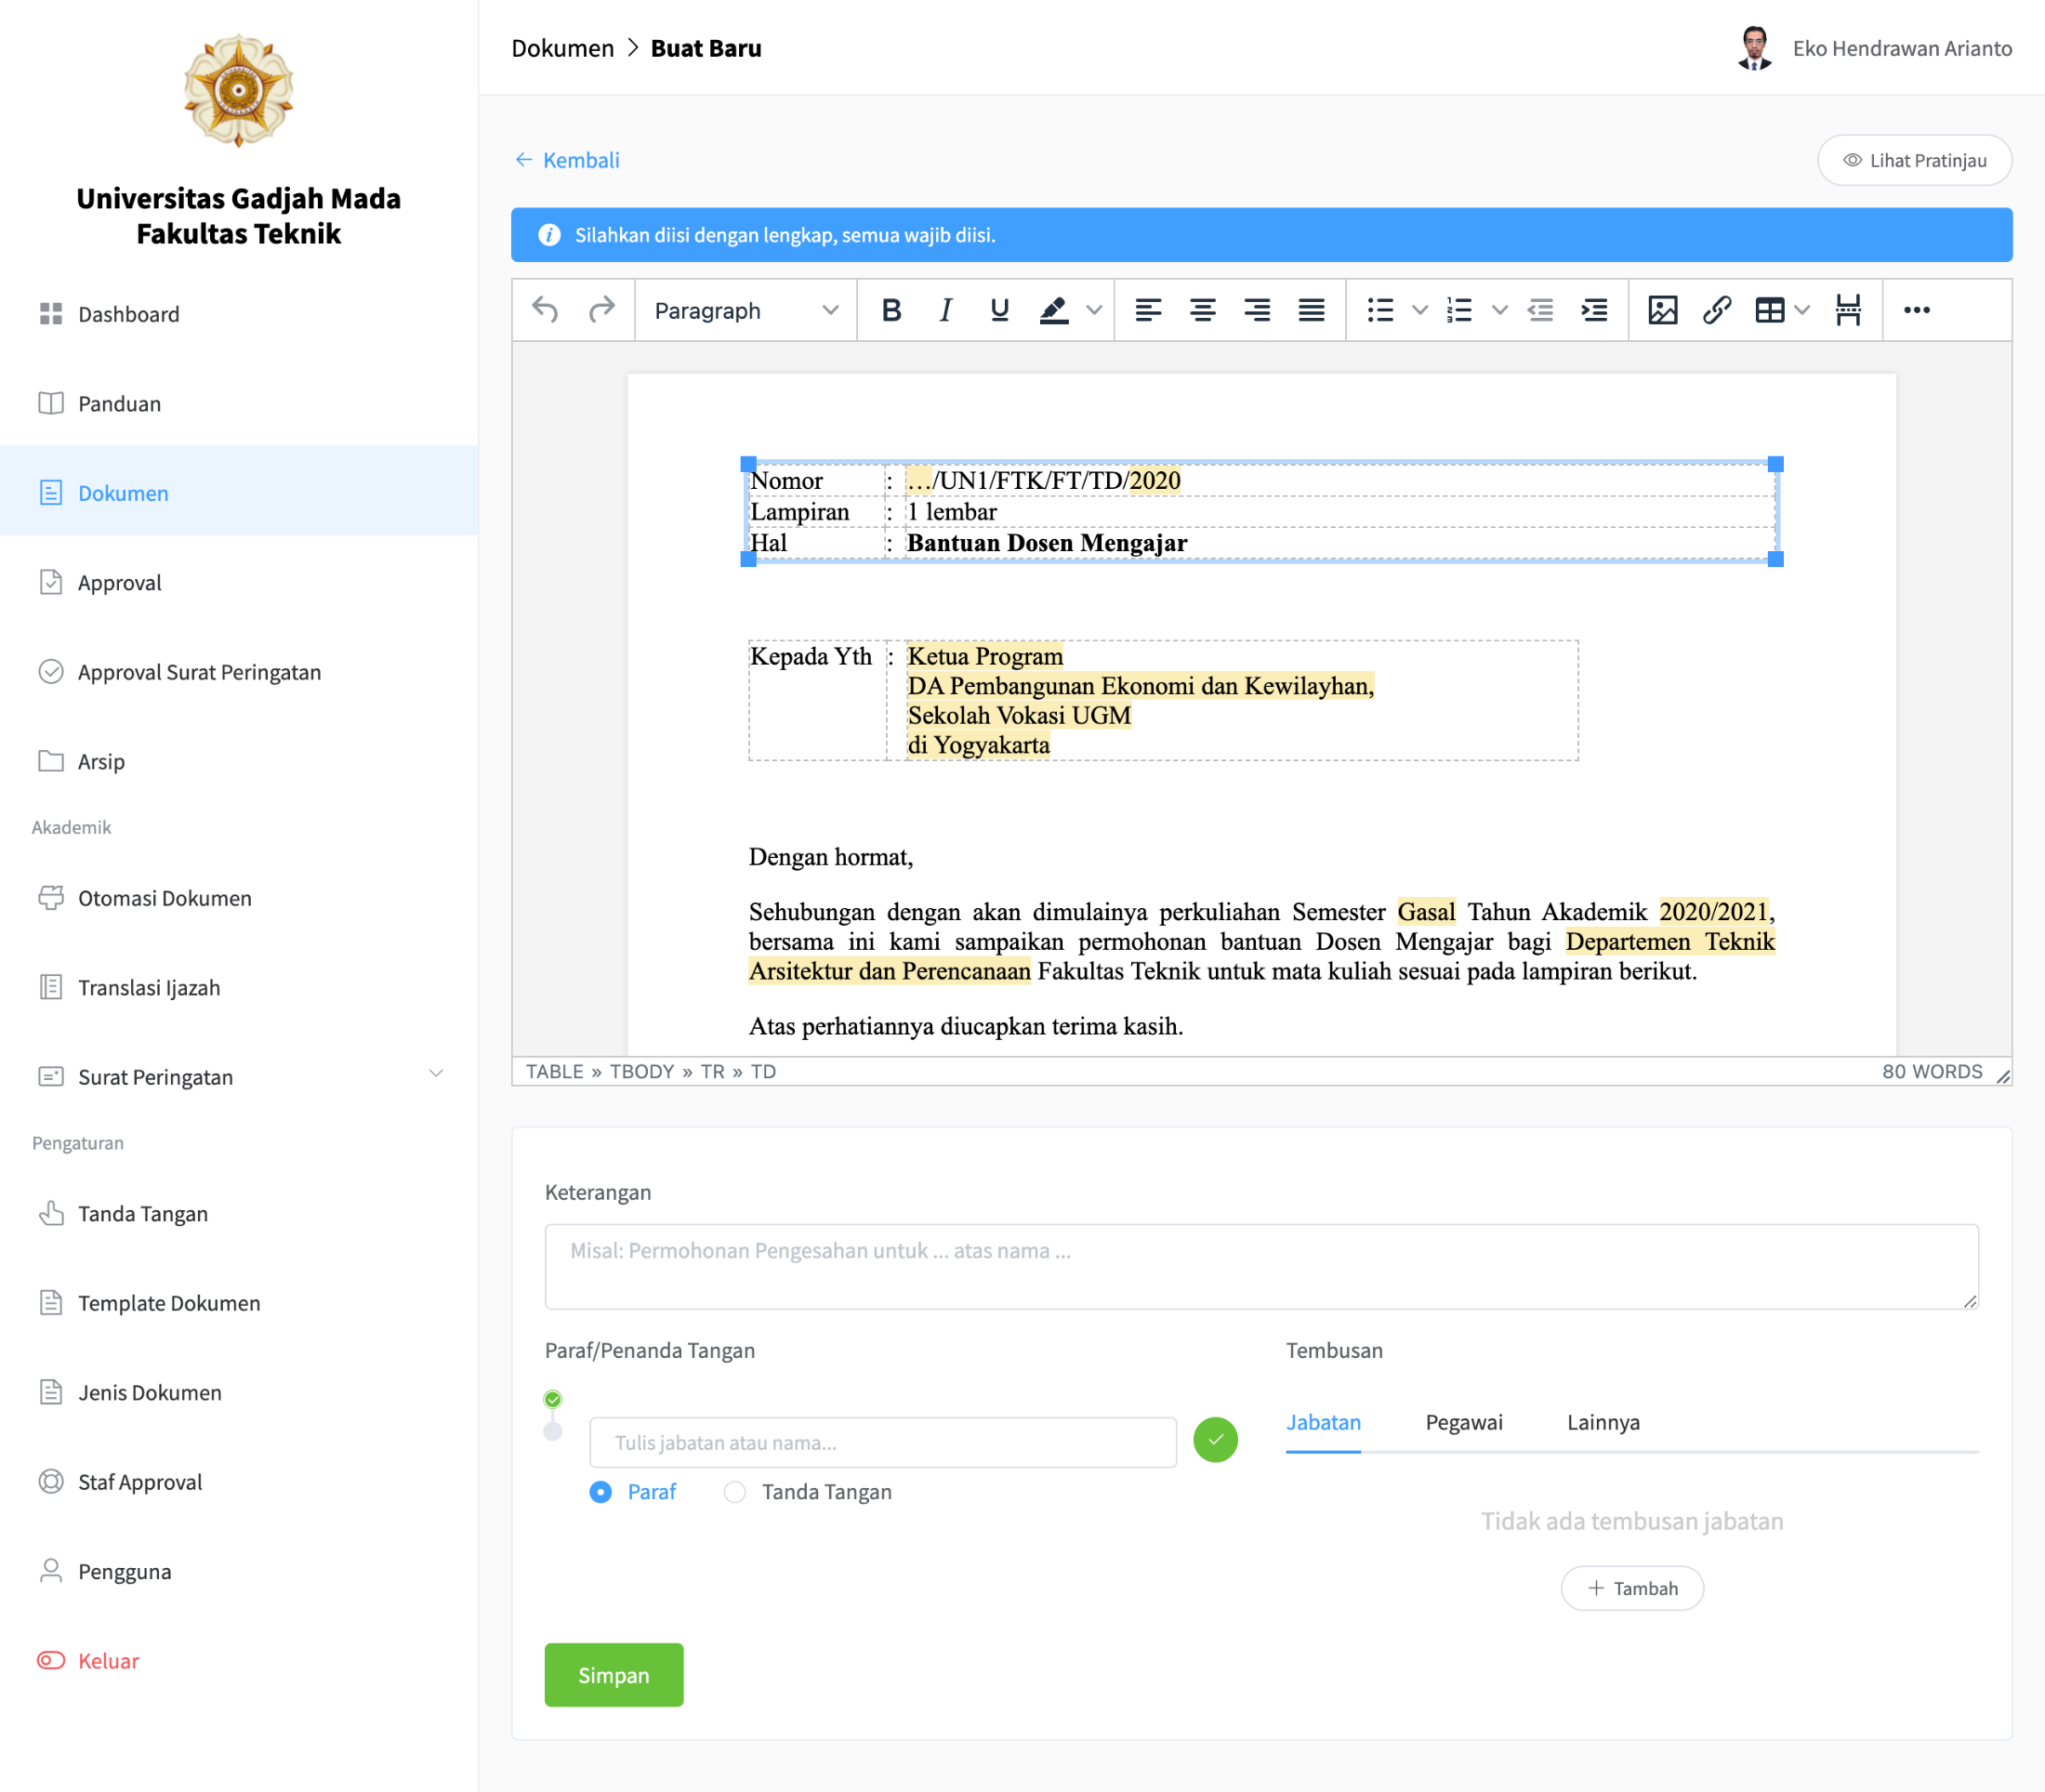 Universitas Gadjah Mada
Fakultas Teknik
Dashboard
Panduan
Dokumen
Approval
Approval Surat Peringatan
Arsip
Akademik
Otomasi Dokumen
Translasi Ijazah
Surat Peringatan
Pengaturan
Tanda Tangan
Template Dokumen
Jenis Dokumen
Staf Approval
Pengguna
Keluar
Dokumen > Buat Baru
Eko Hendrawan Arianto
← Kembali
Lihat Pratinjau
Silahkan diisi dengan lengkap, semua wajib diisi.
Paragraph
Nomor : .../UN1/FTK/FT/TD/2020
Lampiran : 1 lembar
Hal : Bantuan Dosen Mengajar
Kepada Yth : Ketua Program
DA Pembangunan Ekonomi dan Kewilayhan,
Sekolah Vokasi UGM
di Yogyakarta
Dengan hormat,
Sehubungan dengan akan dimulainya perkuliahan Semester Gasal Tahun Akademik 2020/2021,
bersama ini kami sampaikan permohonan bantuan Dosen Mengajar bagi Departemen Teknik
Arsitektur dan Perencanaan Fakultas Teknik untuk mata kuliah sesuai pada lampiran berikut.
Atas perhatiannya diucapkan terima kasih.
TABLE » TBODY » TR » TD
80 WORDS
Keterangan
Misal: Permohonan Pengesahan untuk ... atas nama ...
Paraf/Penanda Tangan
Tulis jabatan atau nama...
Paraf
Tanda Tangan
Tembusan
Jabatan
Pegawai
Lainnya
Tidak ada tembusan jabatan
+ Tambah
Simpan